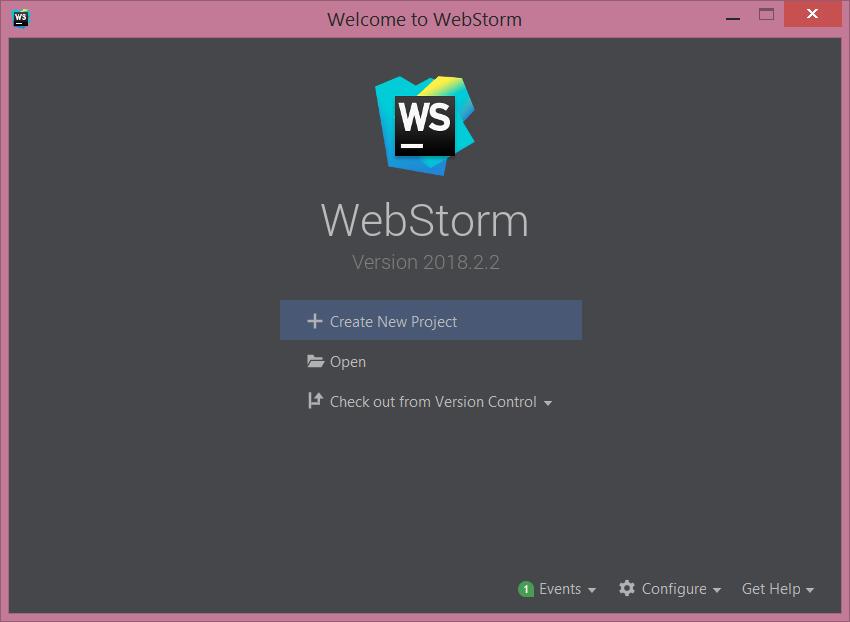 WS
Welcome to WebStorm
WS
WebStorm
Version 2018.2.2
Create New Project
Open
Check out from Version Control
1 Events
Configure
Get Help